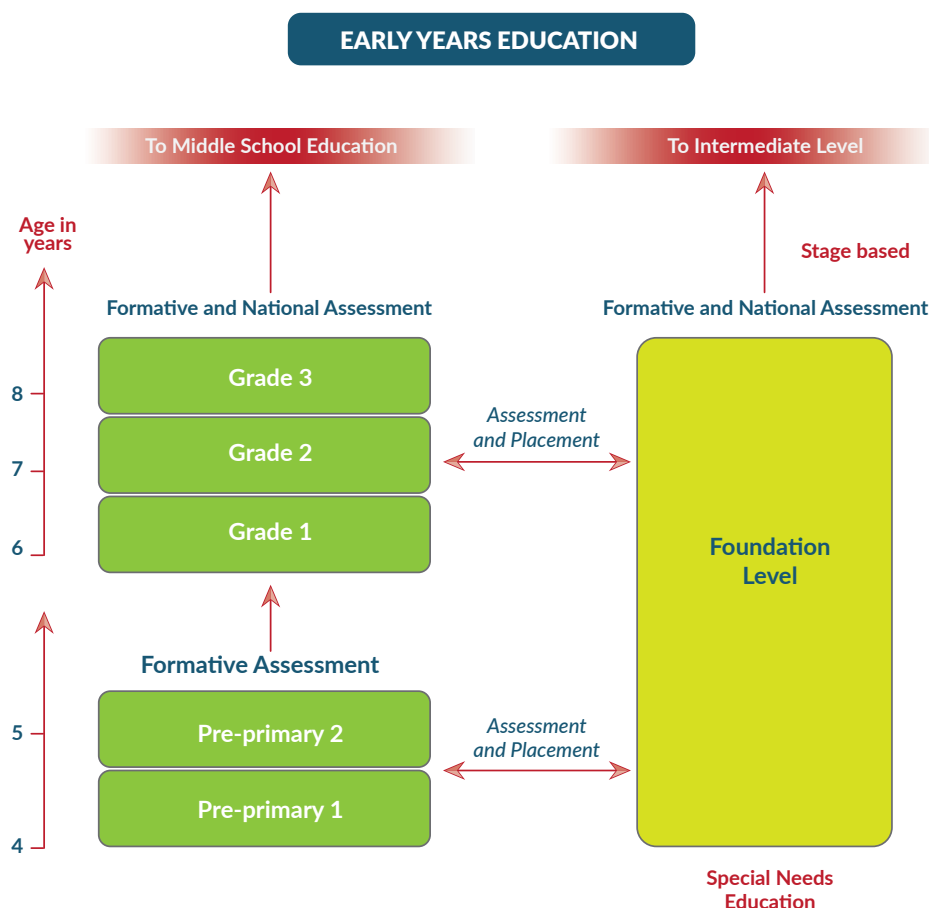 EARLY YEARS EDUCATION
To Middle School Education
To Intermediate Level
Age in
years
Stage based
Formative and National Assessment
Formative and National Assessment
Grade 3
8
Assessment
and Placement
Grade 2
7
Grade 1
6
Foundation
Level
Formative Assessment
Pre-primary 2
5
Assessment
and Placement
Pre-primary 1
4
Special Needs
Education